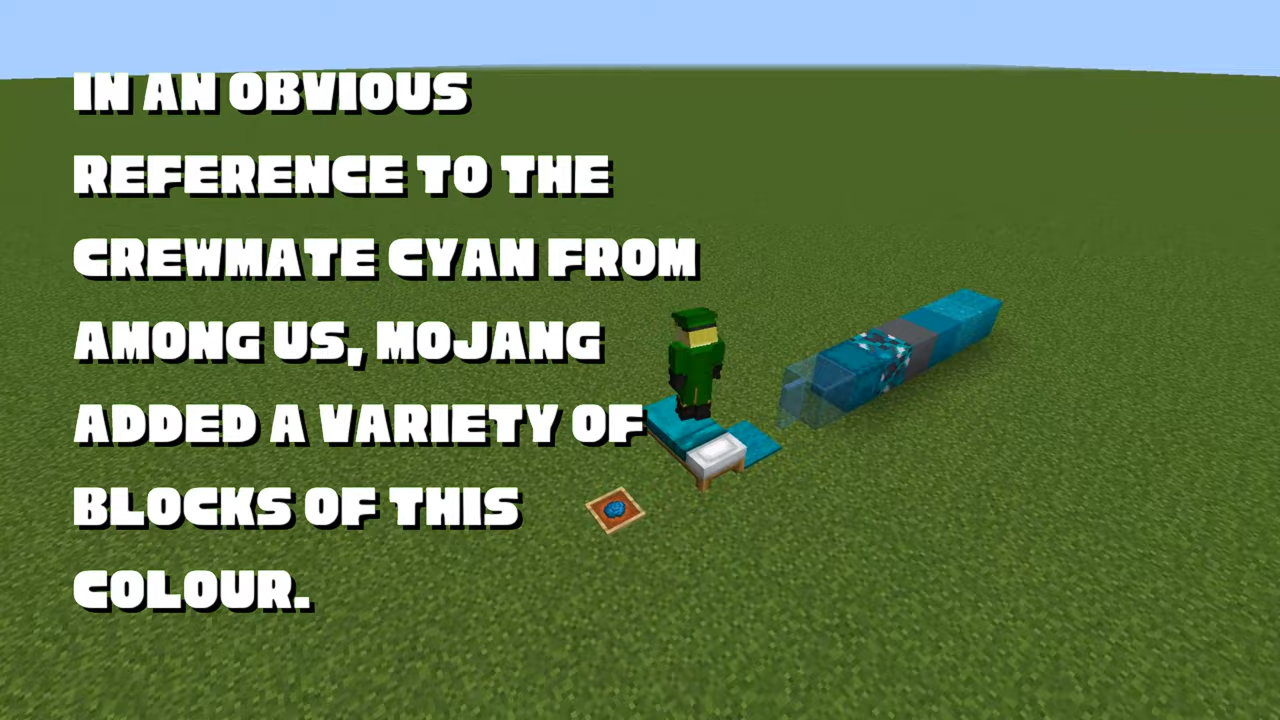 IN AN OBVIOUS
REFERENCE TO THE
CREWMATE CYAN FROM
AMONG US, MOJANG
ADDED A VARIETY OF
BLOCKS OF THIS
COLOUR.